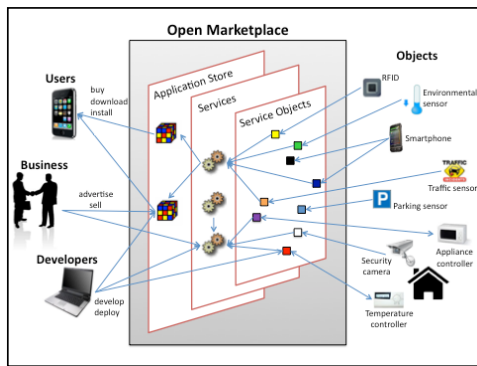 Open Marketplace
Users
buy
download
install
Business
advertise
sell
Developers
develop
deploy
Application Store
Services
Service Objects
Objects
RFID
Environmental
sensor
Smartphone
TRAFFIC
Traffic sensor
P
Parking sensor
Appliance
controller
Security
camera
Temperature
controller